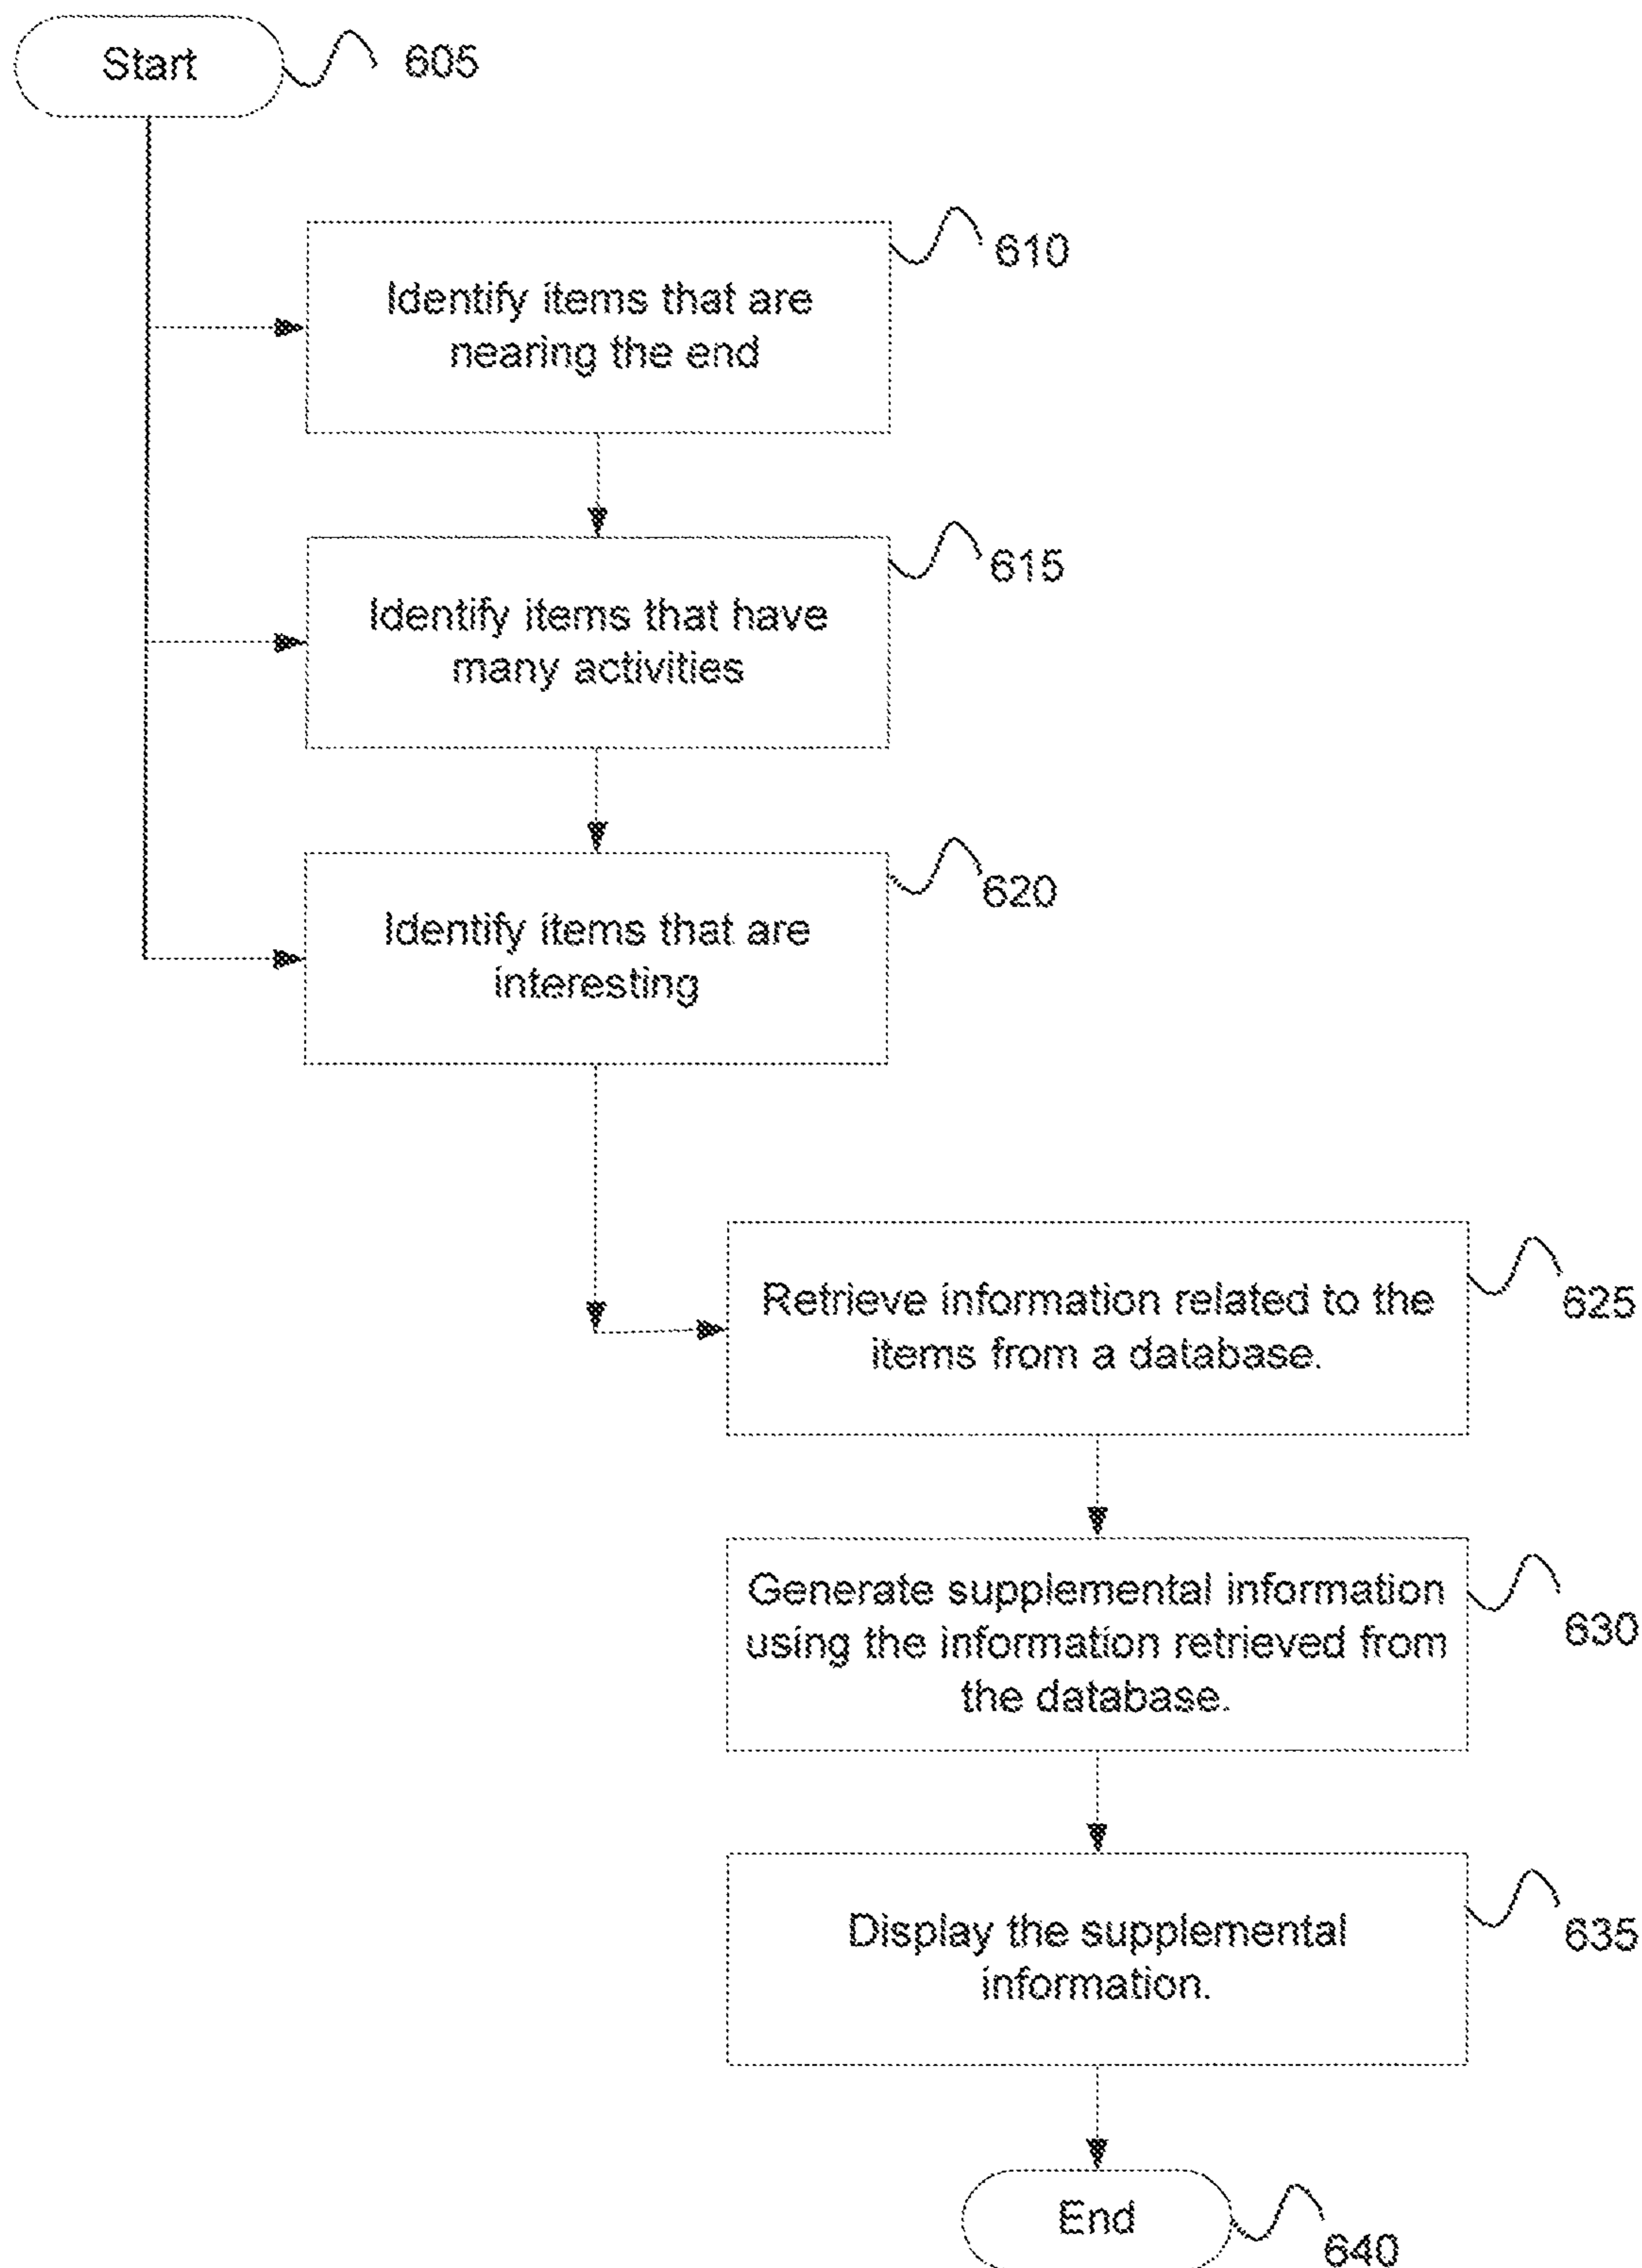 Start
605
610
Identify items that are
nearing the end
615
Identify items that have
many activities
620
Identify items that are
interesting
625
Retrieve information related to the
items from a database.
630
Generate supplemental information
using the information retrieved from
the database.
635
Display the supplemental
information.
End
640